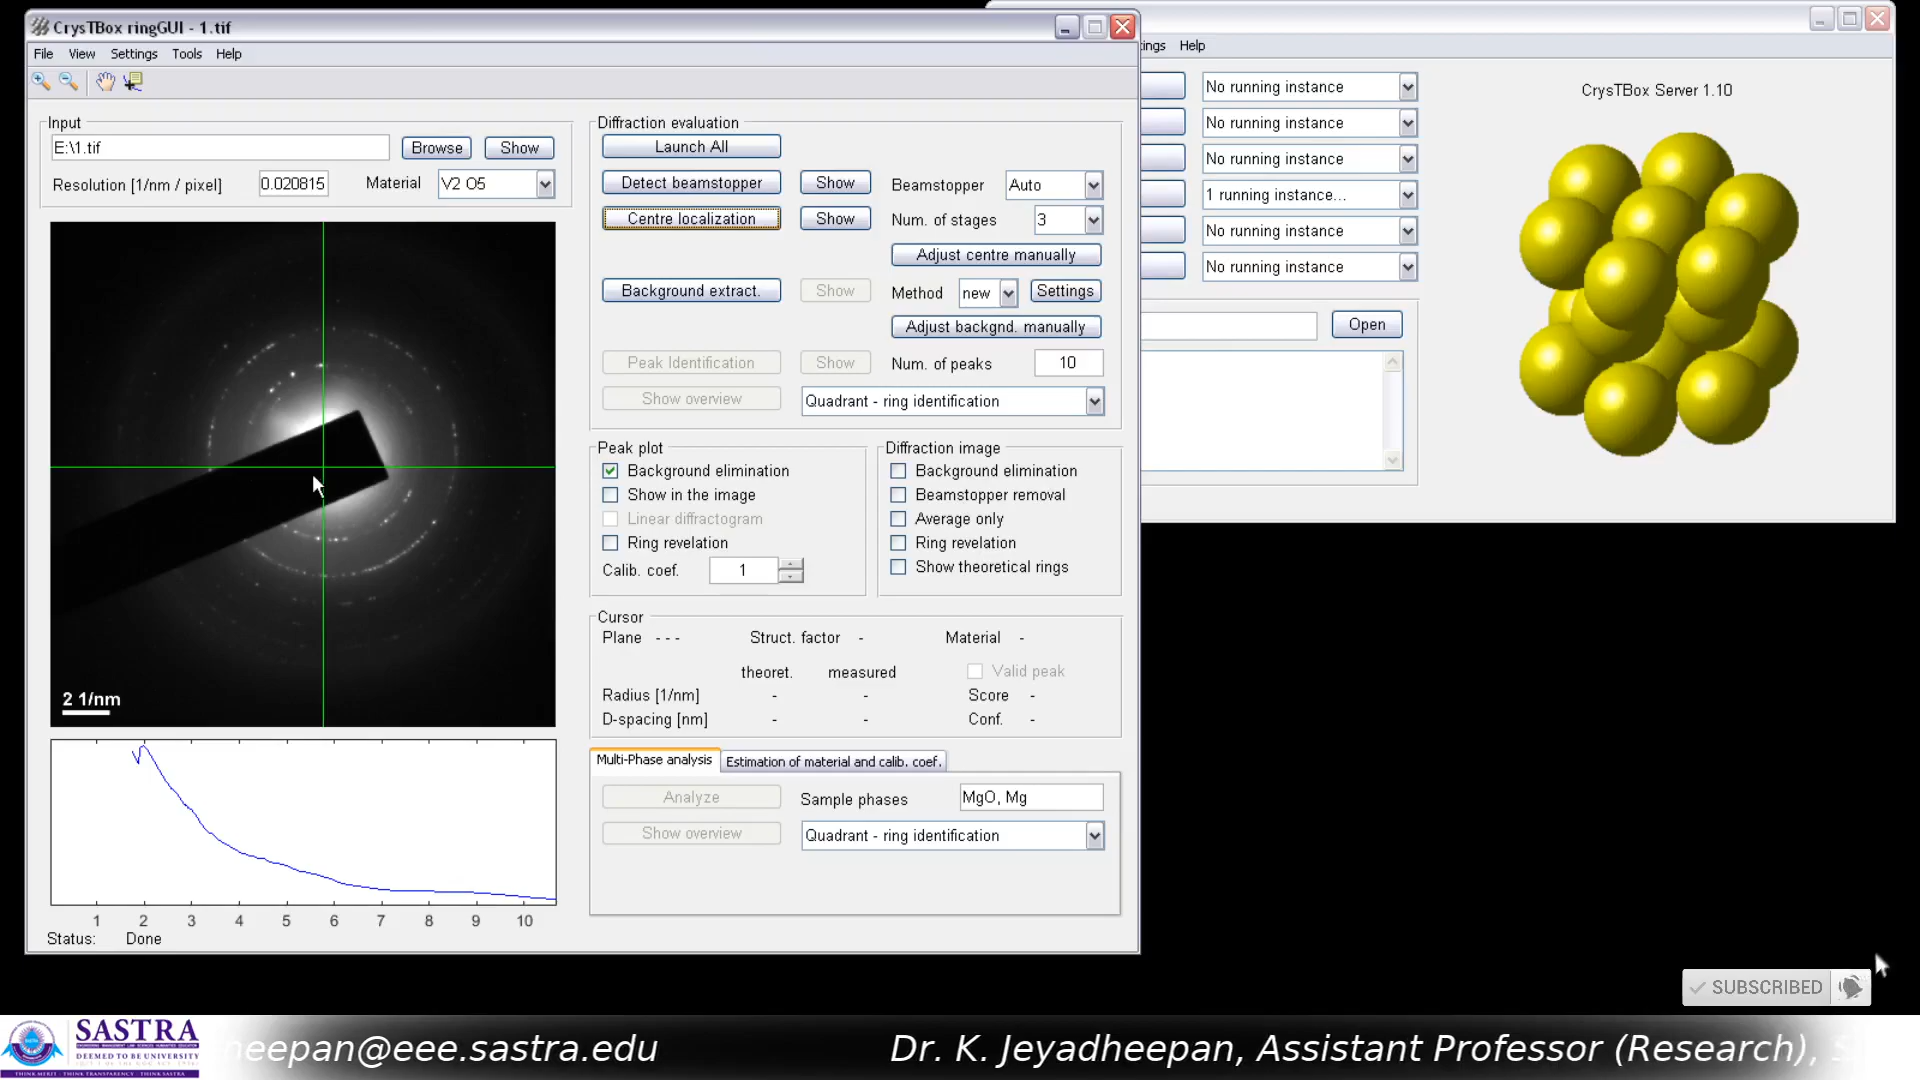 CrysTBox ringGUI - 1.tif
File View Settings Tools Help
Input
E:\1.tif Browse Show
Resolution [1/nm / pixel] 0.020815 Material V2 O5
2 1/nm
1 2 3 4 5 6 7 8 9 10
Status: Done
Diffraction evaluation
Launch All
Detect beamstopper Show Beamstopper Auto
Centre localization Show Num. of stages 3
Adjust centre manually
Background extract. Show Method new Settings
Adjust backgnd. manually
Peak Identification Show Num. of peaks 10
Show overview Quadrant - ring identification
Peak plot
Background elimination
Show in the image
Linear diffractogram
Ring revelation
Calib. coef. 1
Diffraction image
Background elimination
Beamstopper removal
Average only
Ring revelation
Show theoretical rings
Cursor
Plane - - - Struct. factor - Material -
theoret. measured Valid peak
Radius [1/nm] - - Score -
D-spacing [nm] - - Conf. -
Multi-Phase analysis Estimation of material and calib. coef.
Analyze Sample phases MgO, Mg
Show overview Quadrant - ring identification
ings Help
No running instance
No running instance
No running instance
1 running instance...
No running instance
No running instance
Open
CrysTBox Server 1.10
SUBSCRIBED
SASTRA
DEEMED TO BE UNIVERSITY
THINK MERIT · THINK TRANSPARENCY · THINK SASTRA
neepan@eee.sastra.edu Dr. K. Jeyadheepan, Assistant Professor (Research), S